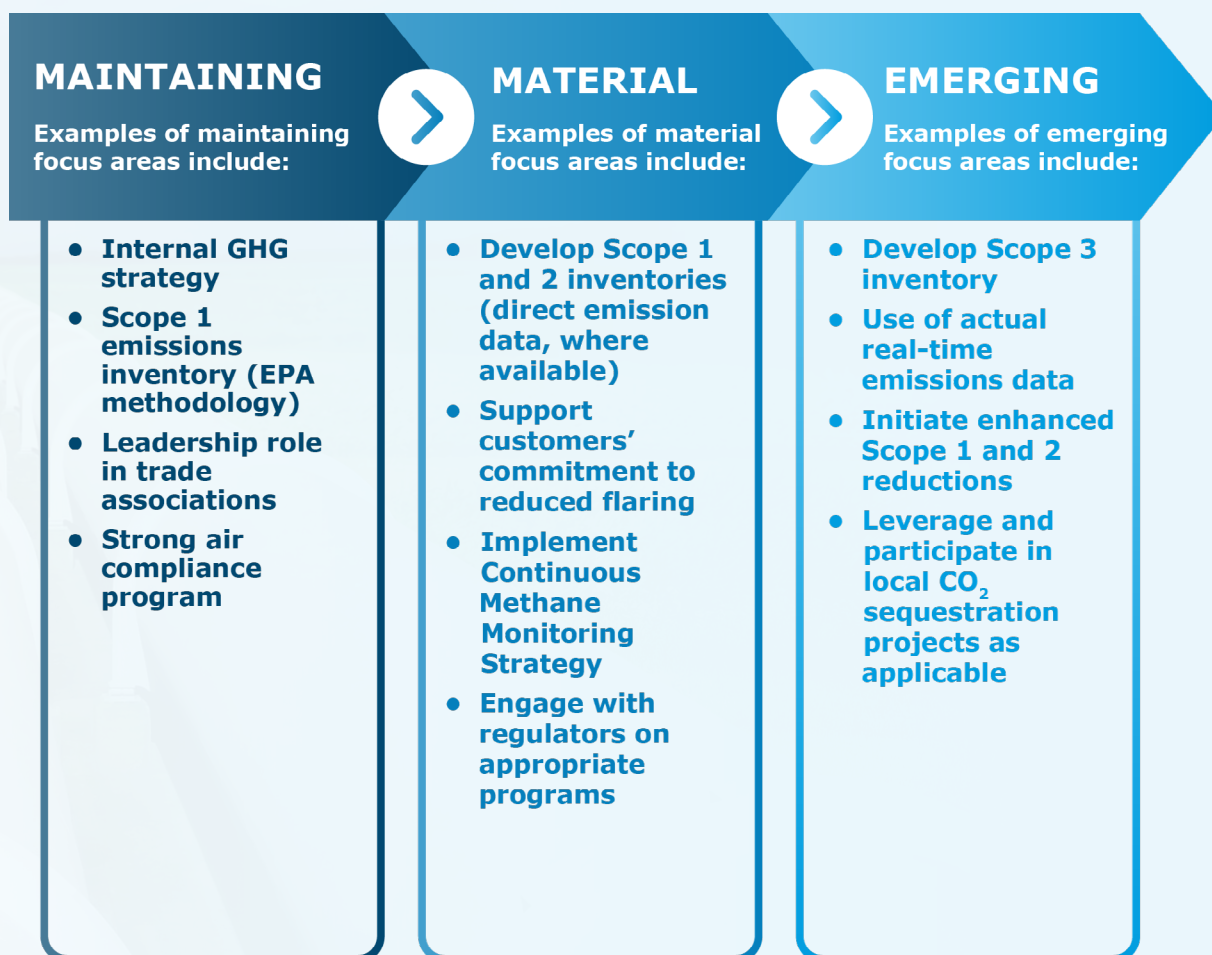 MAINTAINING
Examples of maintaining
focus areas include:
• Internal GHG
strategy
• Scope 1
emissions
inventory (EPA
methodology)
• Leadership role
in trade
associations
• Strong air
compliance
program
MATERIAL
Examples of material
focus areas include:
• Develop Scope 1
and 2 inventories
(direct emission
data, where
available)
• Support
customers’
commitment to
reduced flaring
• Implement
Continuous
Methane
Monitoring
Strategy
• Engage with
regulators on
appropriate
programs
EMERGING
Examples of emerging
focus areas include:
• Develop Scope 3
inventory
• Use of actual
real-time
emissions data
• Initiate enhanced
Scope 1 and 2
reductions
• Leverage and
participate in
local CO₂
sequestration
projects as
applicable